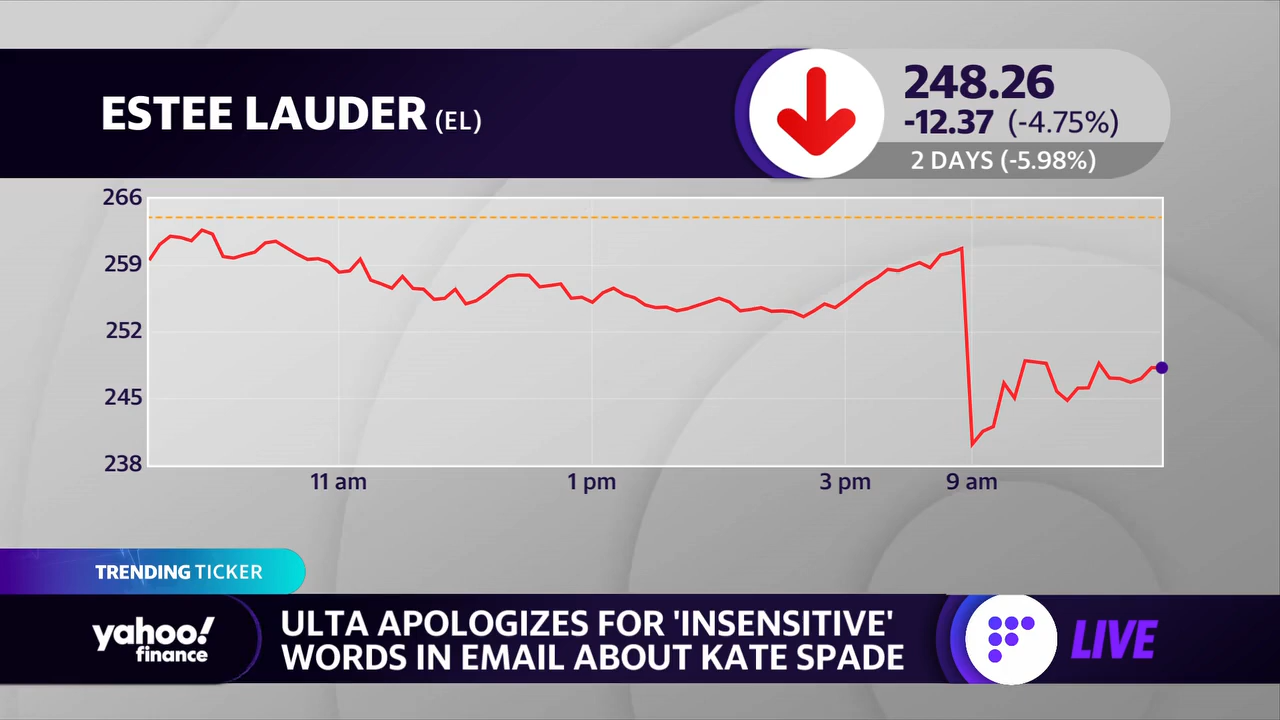 ESTEE LAUDER (EL)
248.26
-12.37 (-4.75%)
2 DAYS (-5.98%)
266
259
252
245
238
11 am
1 pm
3 pm
9 am
TRENDING TICKER
yahoo!
finance
ULTA APOLOGIZES FOR 'INSENSITIVE'
WORDS IN EMAIL ABOUT KATE SPADE
LIVE